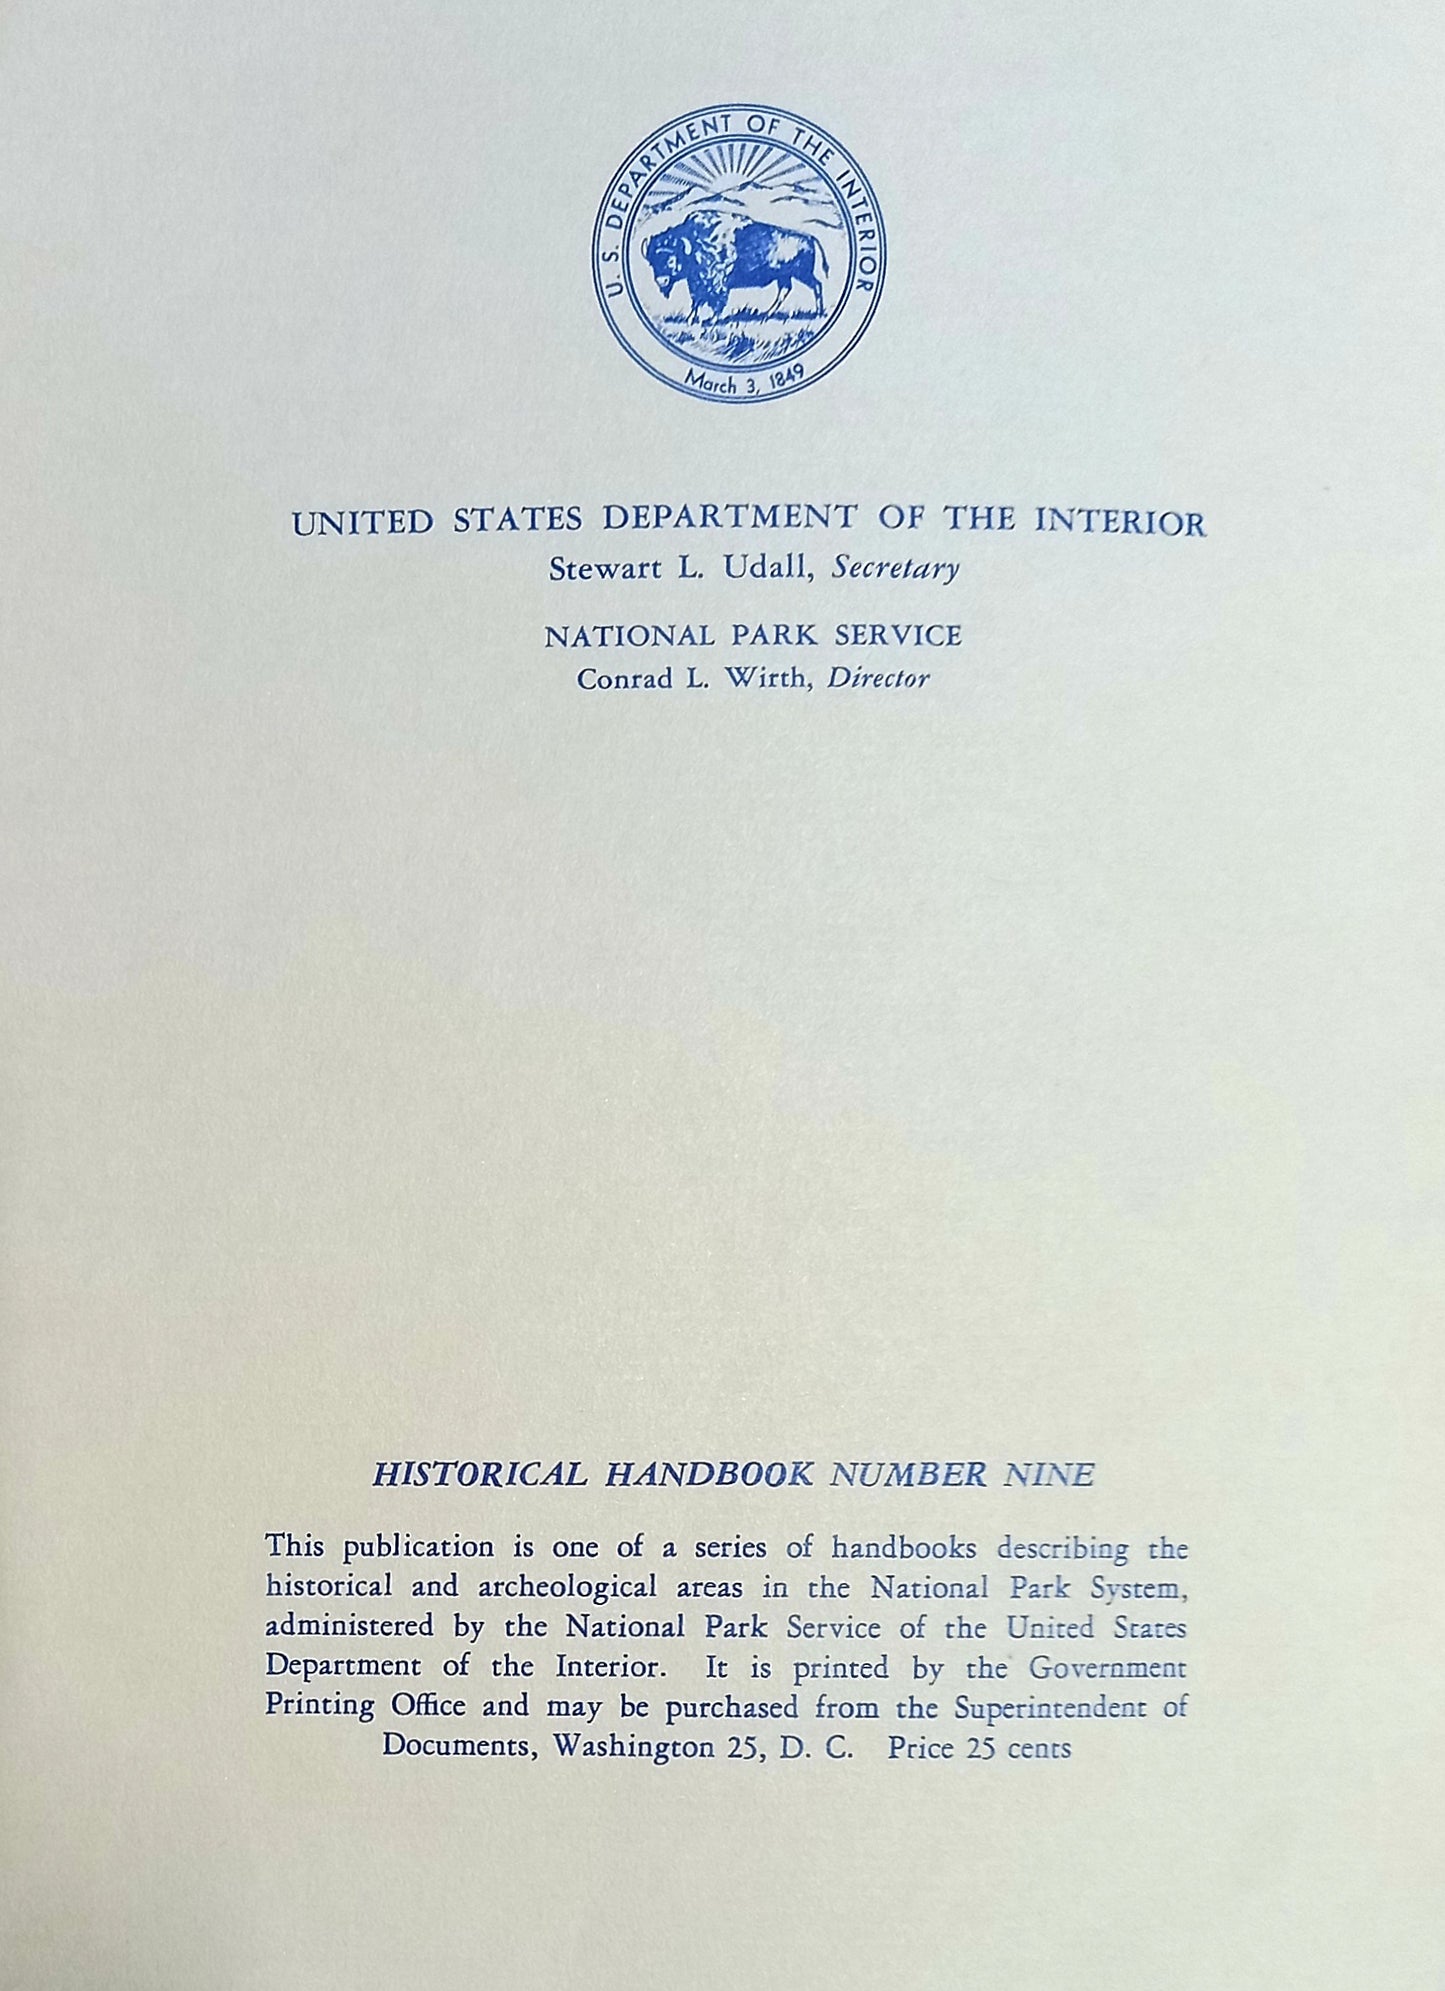 U. S. DEPARTMENT OF THE INTERIOR
March 3, 1849
UNITED STATES DEPARTMENT OF THE INTERIOR
Stewart L. Udall, Secretary
NATIONAL PARK SERVICE
Conrad L. Wirth, Director
HISTORICAL HANDBOOK NUMBER NINE
This publication is one of a series of handbooks describing the
historical and archeological areas in the National Park System,
administered by the National Park Service of the United States
Department of the Interior. It is printed by the Government
Printing Office and may be purchased from the Superintendent of
Documents, Washington 25, D. C. Price 25 cents